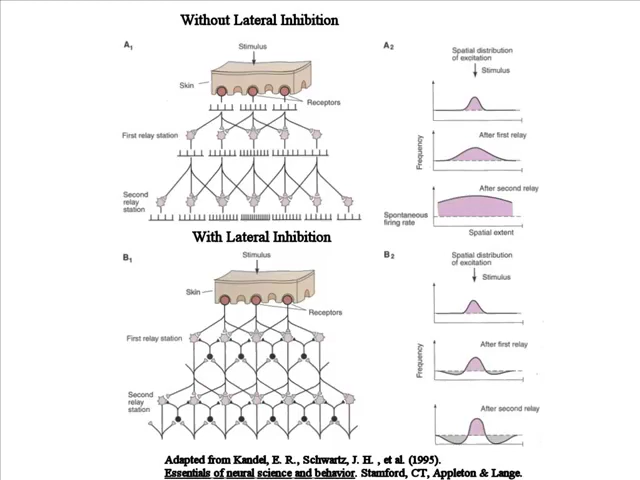 Without Lateral Inhibition
A1
Stimulus
Skin
Receptors
First relay station
Second
relay
station
A2
Spatial distribution
of excitation
Stimulus
After first relay
Frequency
After second relay
Spontaneous
firing rate
Spatial extent
With Lateral Inhibition
B1
Stimulus
Skin
Receptors
First relay station
Second
relay
station
B2
Spatial distribution
of excitation
Stimulus
After first relay
Frequency
After second relay
Adapted from Kandel, E. R., Schwartz, J. H. , et al. (1995).
Essentials of neural science and behavior. Stamford, CT, Appleton & Lange.